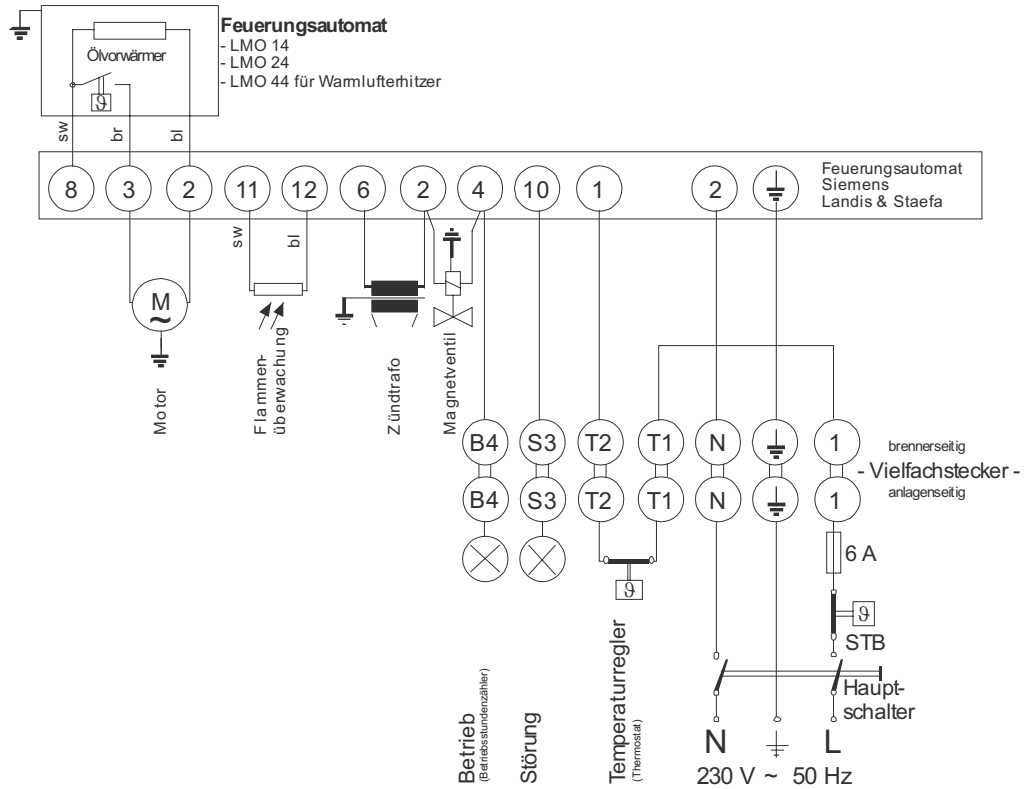 Feuerungsautomat
- LMO 14
- LMO 24
- LMO 44 für Warmlufterhitzer
Ölvorwärmer
ϑ
sw
br
bl
8
3
2
11
12
6
2
4
10
1
2
Feuerungsautomat
Siemens
Landis & Staefa
sw
bl
M
~
Motor
Flammen-
überwachung
Zündtrafo
Magnetventil
B4
S3
T2
T1
N
1
brennerseitig
- Vielfachstecker -
anlagenseitig
B4
S3
T2
T1
N
1
6 A
ϑ
ϑ
STB
Haupt-
schalter
Betrieb
(Betriebsstundenzähler)
Störung
Temperaturregler
(Thermostat)
N
L
230 V ~ 50 Hz